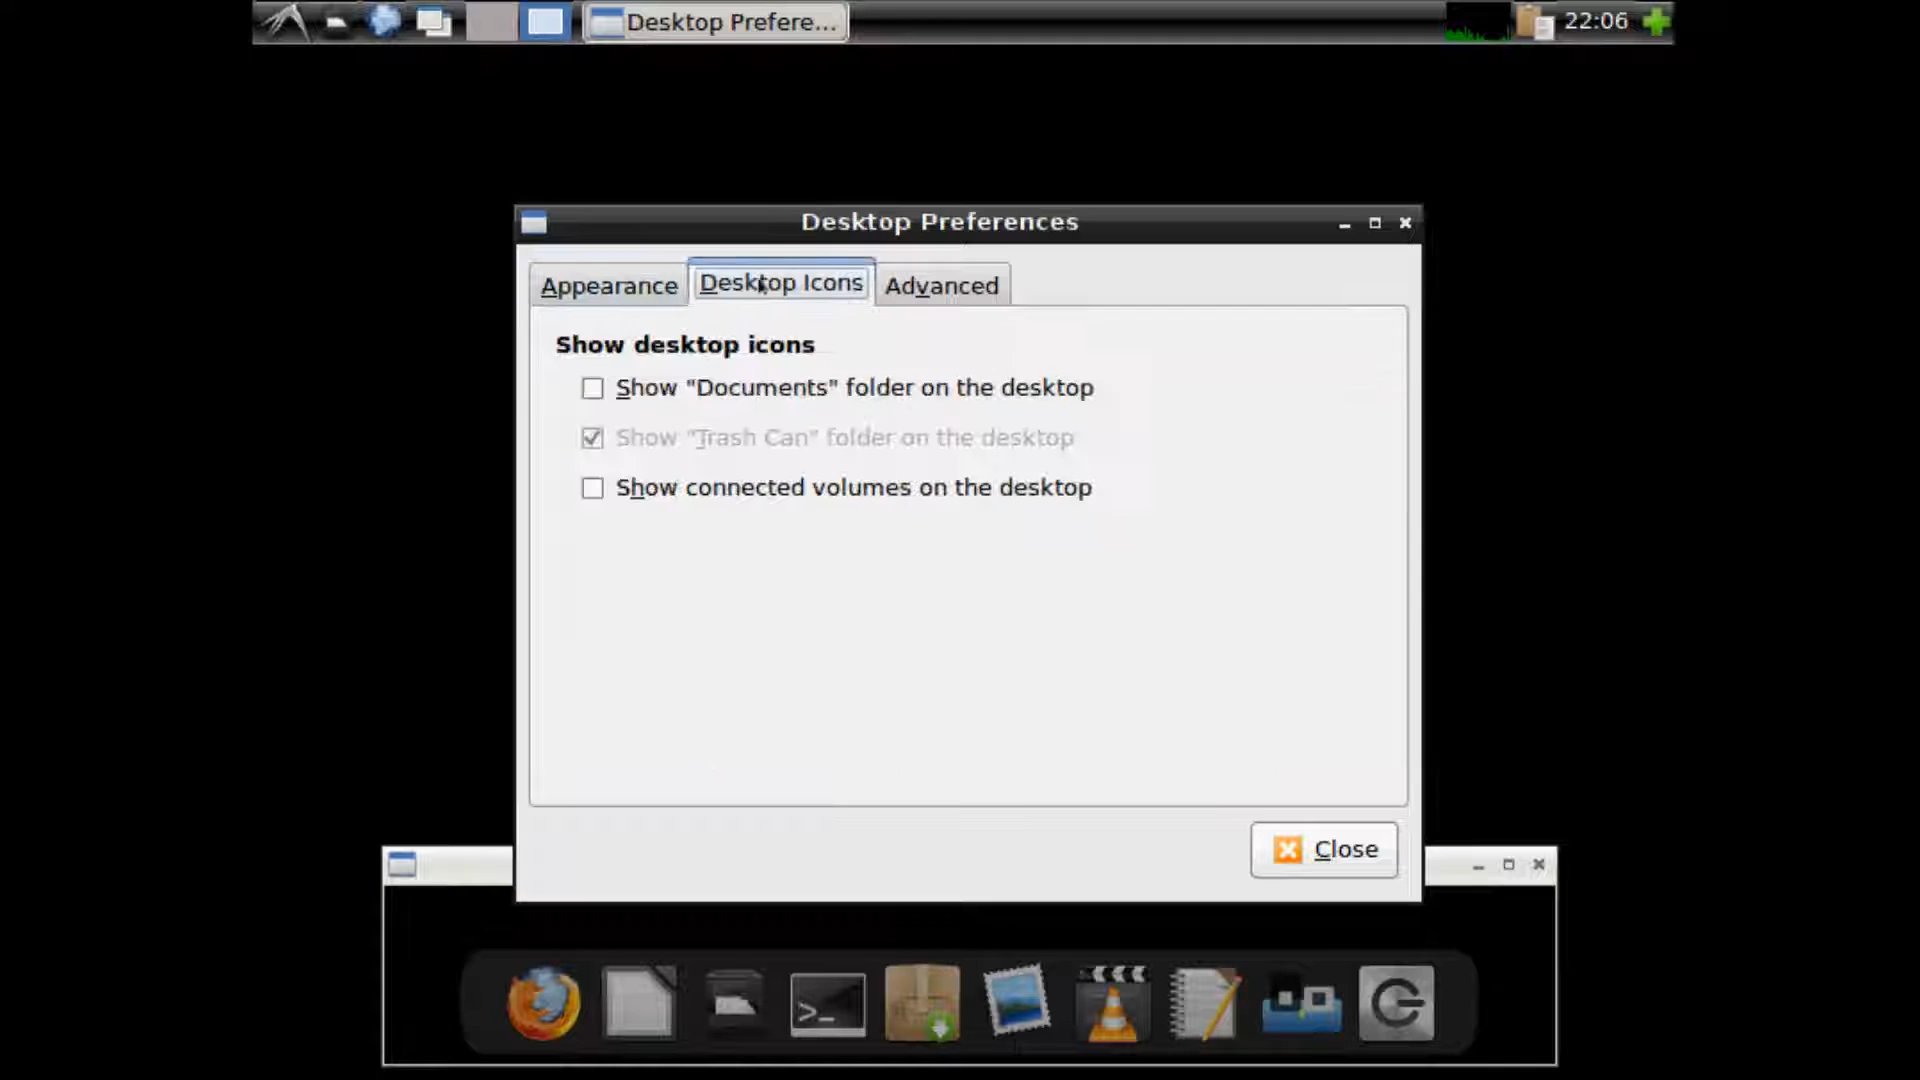 Desktop Prefere...
22:06
Desktop Preferences
Appearance
Desktop Icons
Advanced
Show desktop icons
Show "Documents" folder on the desktop
Show "Trash Can" folder on the desktop
Show connected volumes on the desktop
Close
>_